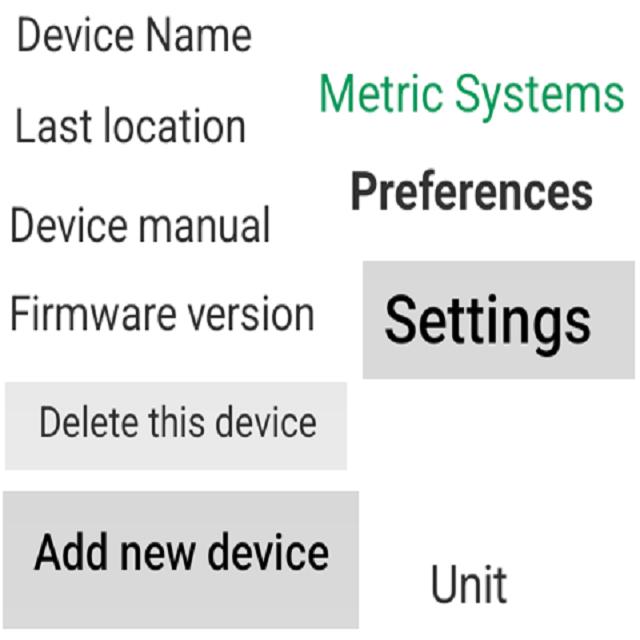 Device Name
Metric Systems
Last location
Preferences
Device manual
Firmware version
Settings
Delete this device
Add new device
Unit